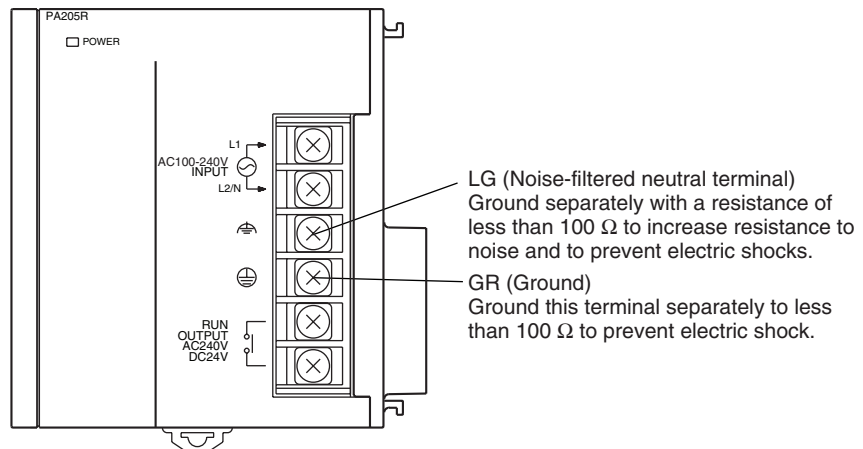 PA205R
POWER
L1
AC100-240V
INPUT
L2/N
RUN
OUTPUT
AC240V
DC24V
LG (Noise-filtered neutral terminal)
Ground separately with a resistance of
less than 100 Ω to increase resistance to
noise and to prevent electric shocks.
GR (Ground)
Ground this terminal separately to less
than 100 Ω to prevent electric shock.